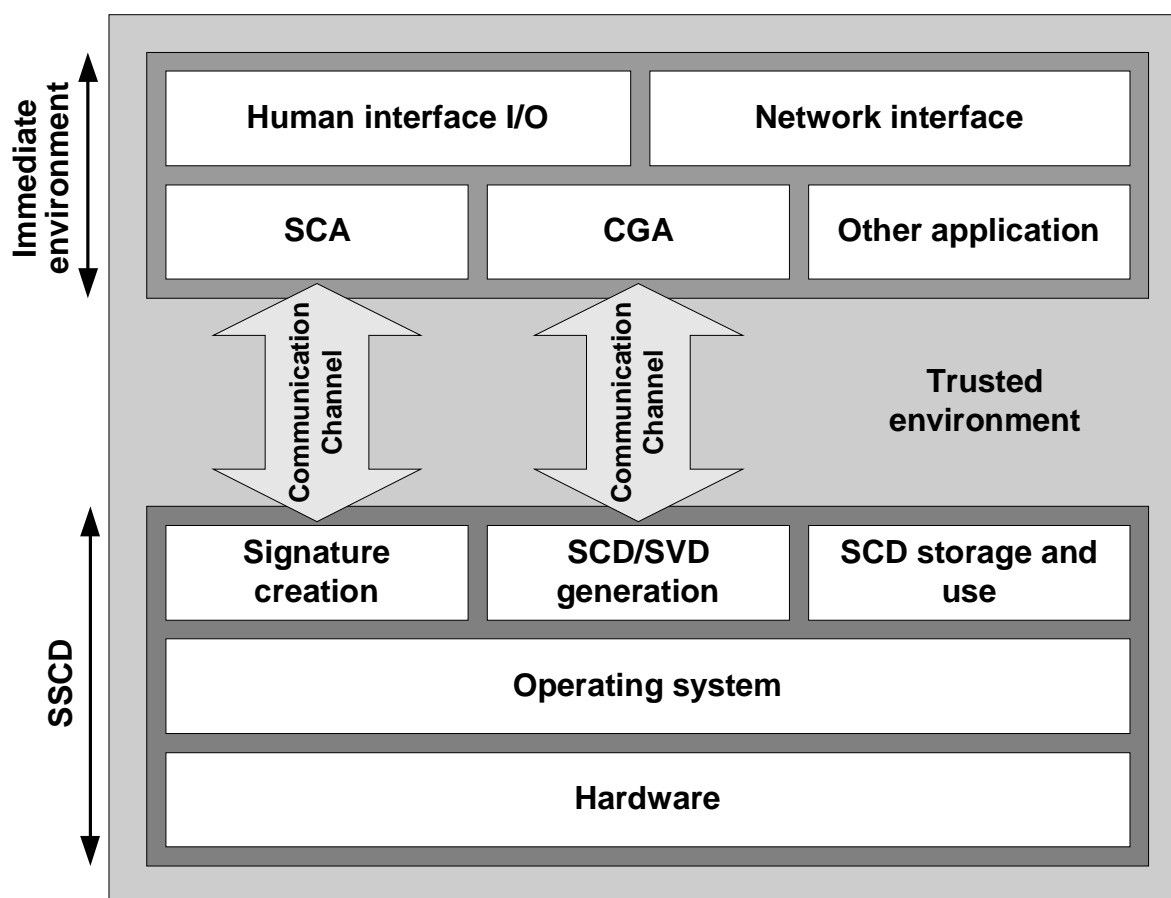 Immediate
environment
Human interface I/O
Network interface
SCA
CGA
Other application
Communication
Channel
Communication
Channel
Trusted
environment
SSCD
Signature
creation
SCD/SVD
generation
SCD storage and
use
Operating system
Hardware